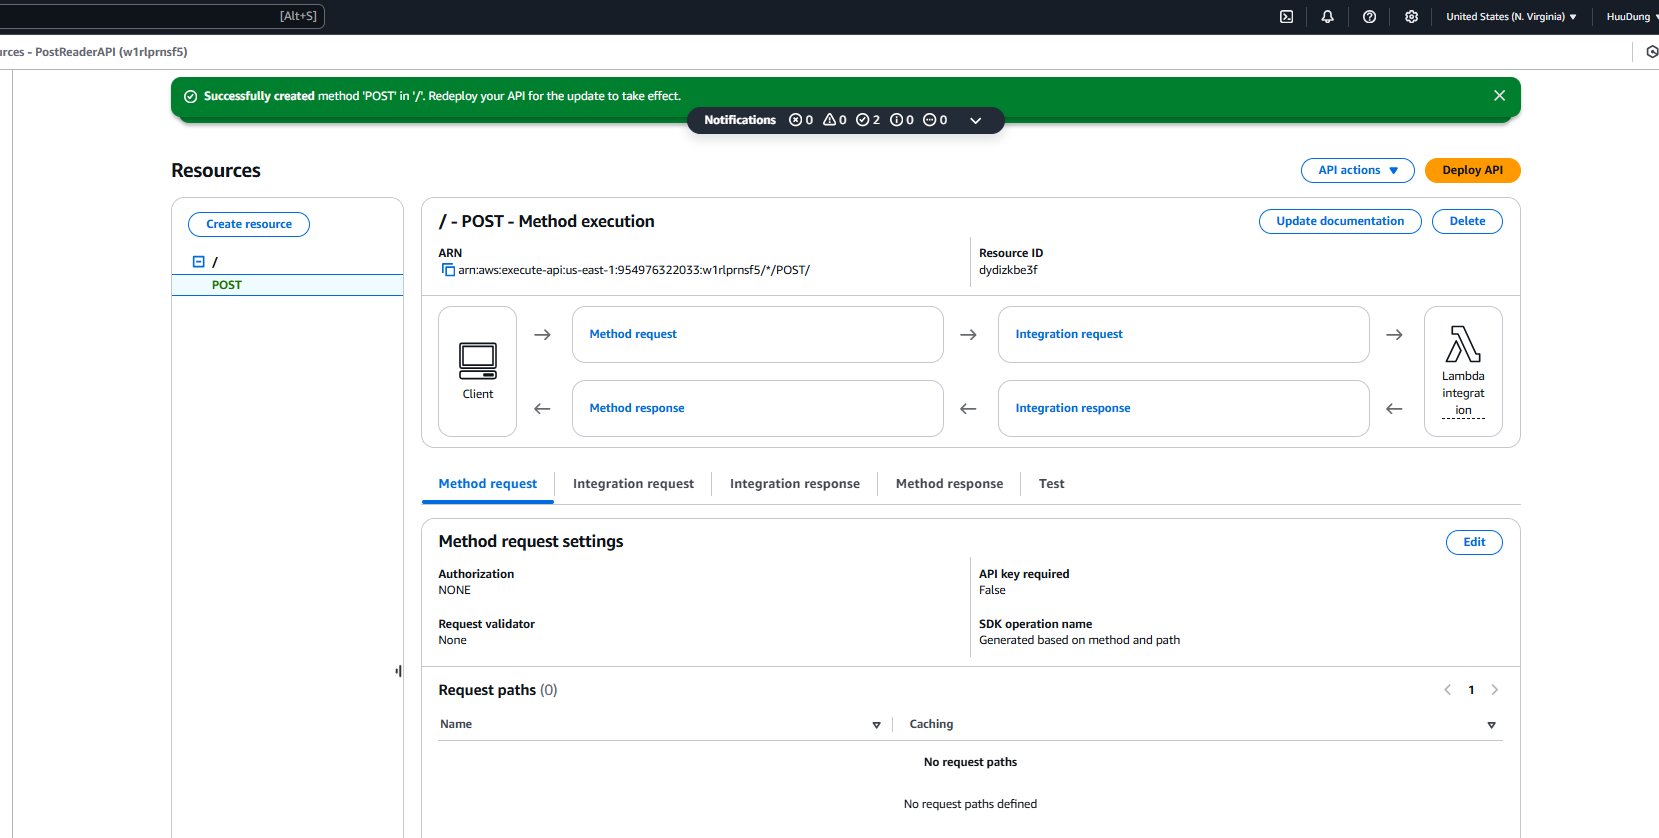 [Alt+S]
United States (N. Virginia)
HuuDung
urces - PostReaderAPI (w1rlprnsf5)
Successfully created method 'POST' in '/'. Redeploy your API for the update to take effect.
Notifications 0 0 2 0 0
Resources
API actions
Deploy API
Create resource
/
POST
/ - POST - Method execution
Update documentation
Delete
ARN
arn:aws:execute-api:us-east-1:954976322033:w1rlprnsf5/*/POST/
Resource ID
dydizkbe3f
Client
Method request
Integration request
Method response
Integration response
Lambda
integrat
ion
Method request
Integration request
Integration response
Method response
Test
Method request settings
Edit
Authorization
NONE
API key required
False
Request validator
None
SDK operation name
Generated based on method and path
Request paths (0)
1
Name
Caching
No request paths
No request paths defined